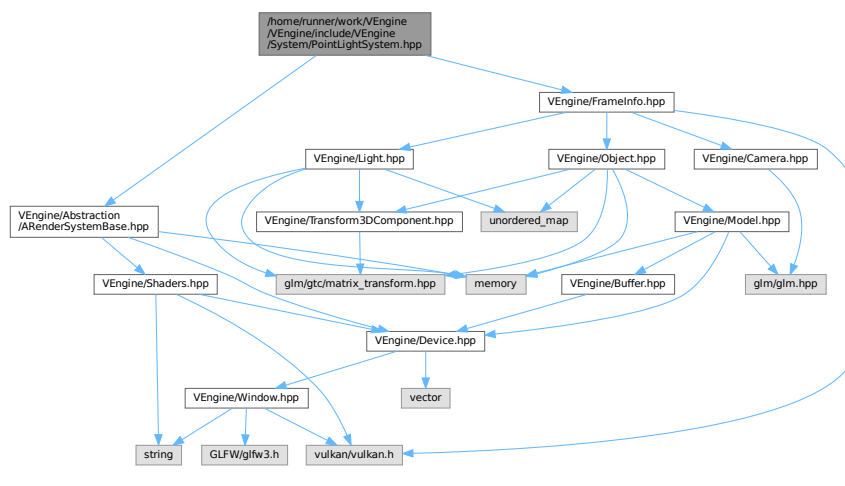 /home/runner/work/VEngine
/VEngine/include/VEngine
/System/PointLightSystem.hpp
VEngine/FrameInfo.hpp
VEngine/Light.hpp
VEngine/Object.hpp
VEngine/Camera.hpp
VEngine/Abstraction
/ARenderSystemBase.hpp
VEngine/Transform3DComponent.hpp
unordered_map
VEngine/Model.hpp
VEngine/Shaders.hpp
glm/gtc/matrix_transform.hpp
memory
VEngine/Buffer.hpp
glm/glm.hpp
VEngine/Device.hpp
VEngine/Window.hpp
vector
string
GLFW/glfw3.h
vulkan/vulkan.h